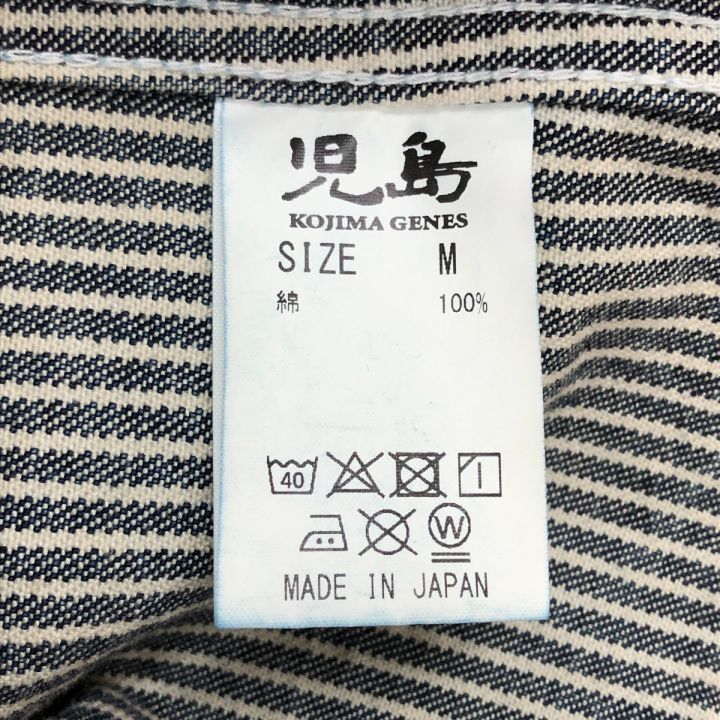 児島
KOJIMA GENES
SIZE M
綿 100%
40
W
MADE IN JAPAN